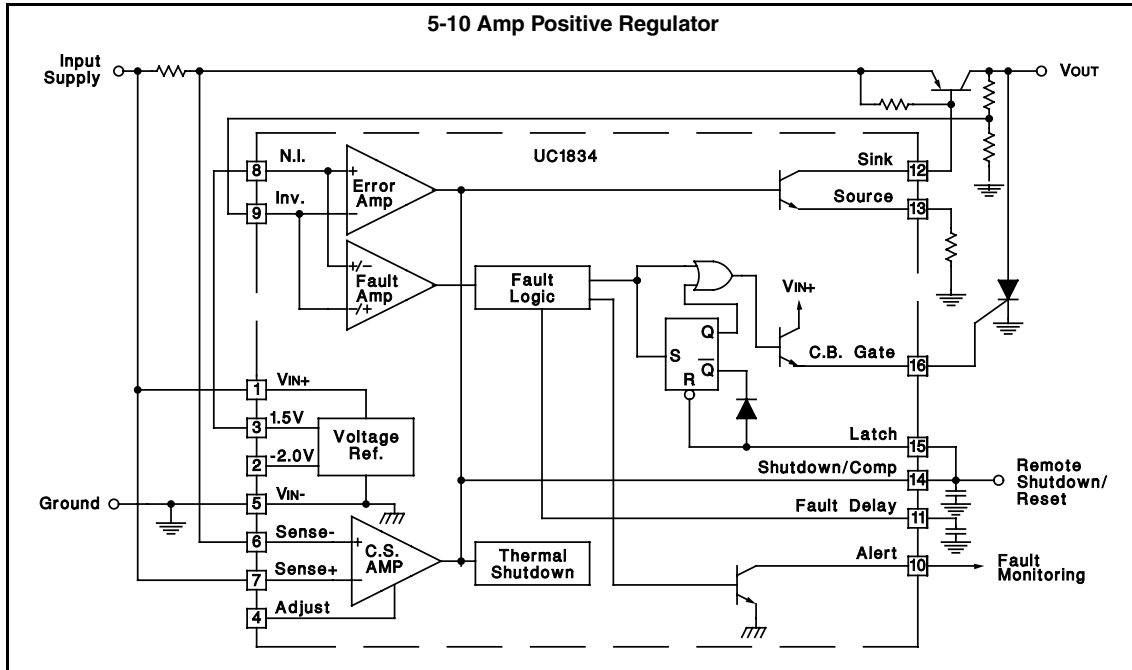 5-10 Amp Positive Regulator
Input
Supply
VOUT
UC1834
8
N.I.
9
Inv.
+
Error
Amp
−
+/−
Fault
Amp
−/+
Fault
Logic
Sink
12
Source
13
VIN+
S
Q
Q̅
R
C.B. Gate
16
1
VIN+
3
1.5V
2
-2.0V
Voltage
Ref.
Latch
15
Shutdown/Comp
14
Remote
Shutdown/
Reset
Ground
5
VIN-
Fault Delay
11
6
Sense-
7
Sense+
4
Adjust
+
C.S.
AMP
−
Thermal
Shutdown
Alert
10
Fault
Monitoring